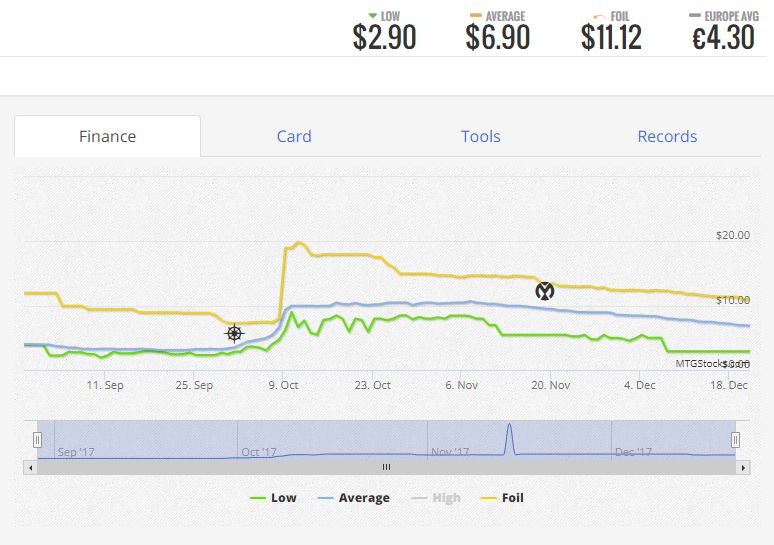 LOW AVERAGE FOIL EUROPE AVG
$2.90 $6.90 $11.12 €4.30
Finance Card Tools Records
$20.00
$10.00
MTGStocks.com $0.00
11. Sep 25. Sep 9. Oct 23. Oct 6. Nov 20. Nov 4. Dec 18. Dec
Sep '17 Oct '17 Nov '17 Dec '17
Low Average High Foil